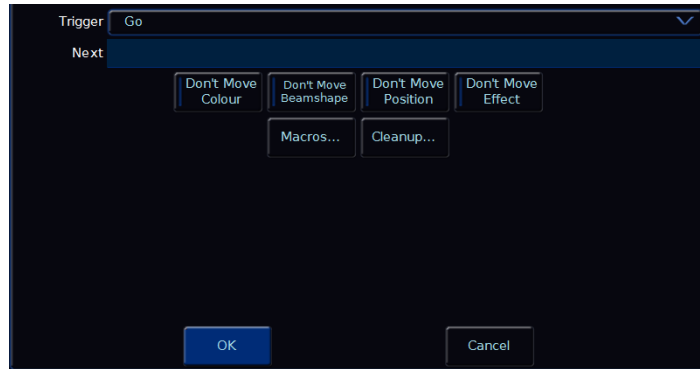 Trigger Go
Next
Don't Move Colour
Don't Move Beamshape
Don't Move Position
Don't Move Effect
Macros...
Cleanup...
OK
Cancel